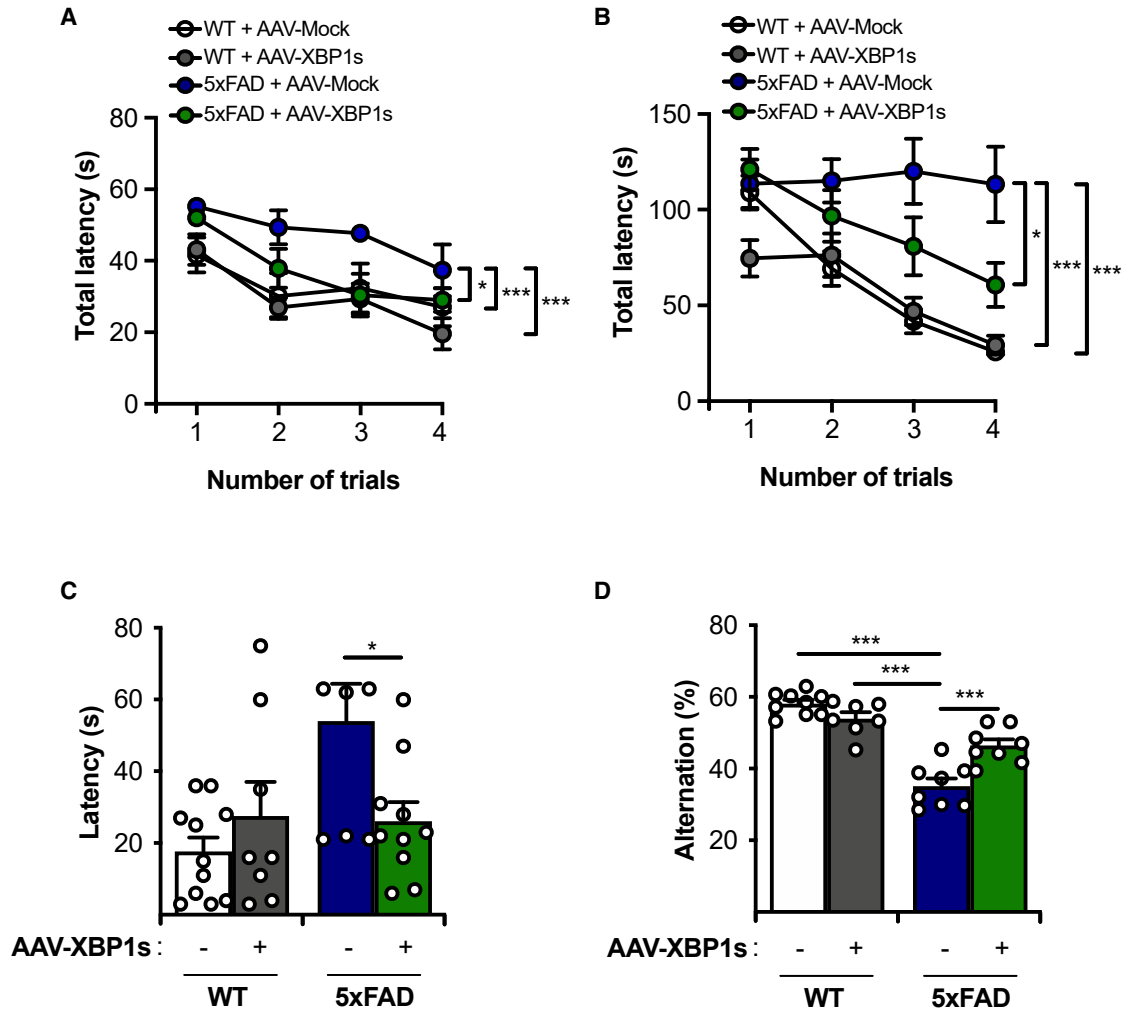 A
WT + AAV-Mock
WT + AAV-XBP1s
5xFAD + AAV-Mock
5xFAD + AAV-XBP1s
Total latency (s)
80
60
40
20
0
1 2 3 4
Number of trials
* *** ***
B
WT + AAV-Mock
WT + AAV-XBP1s
5xFAD + AAV-Mock
5xFAD + AAV-XBP1s
Total latency (s)
150
100
50
0
1 2 3 4
Number of trials
* *** ***
C
Latency (s)
80
60
40
20
*
AAV-XBP1s : - + - +
WT 5xFAD
D
Alternation (%)
80
60
40
20
***
***
***
- + - +
WT 5xFAD